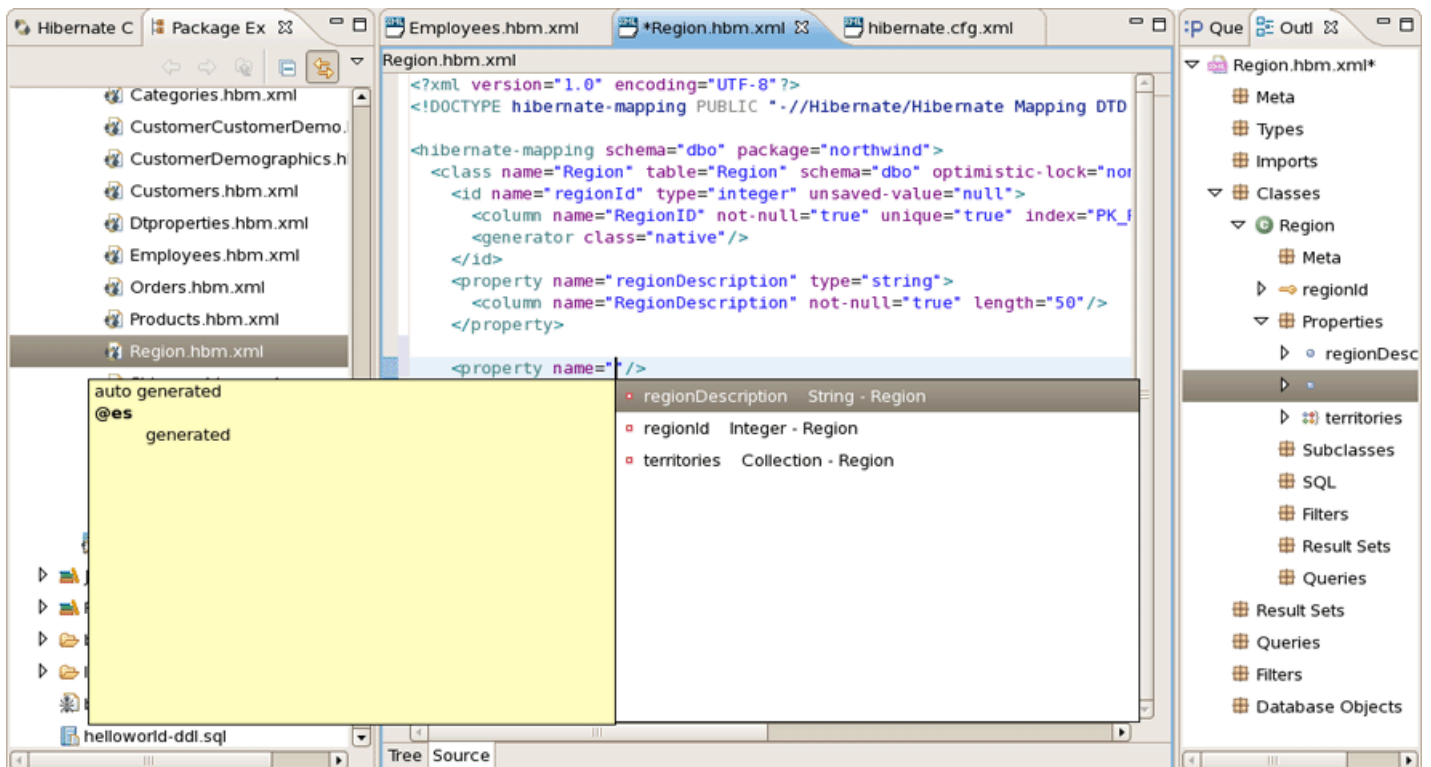 Hibernate C
Package Ex
Categories.hbm.xml
CustomerCustomerDemo.
CustomerDemographics.h
Customers.hbm.xml
Dtproperties.hbm.xml
Employees.hbm.xml
Orders.hbm.xml
Products.hbm.xml
Region.hbm.xml
helloworld-ddl.sql
Employees.hbm.xml
*Region.hbm.xml
hibernate.cfg.xml
Region.hbm.xml
<?xml version="1.0" encoding="UTF-8"?>
<!DOCTYPE hibernate-mapping PUBLIC "-//Hibernate/Hibernate Mapping DTD
<hibernate-mapping schema="dbo" package="northwind">
<class name="Region" table="Region" schema="dbo" optimistic-lock="nor
<id name="regionId" type="integer" unsaved-value="null">
<column name="RegionID" not-null="true" unique="true" index="PK_F
<generator class="native"/>
</id>
<property name="regionDescription" type="string">
<column name="RegionDescription" not-null="true" length="50"/>
</property>
<property name=""/>
auto generated
@es
generated
regionDescription String - Region
regionId Integer - Region
territories Collection - Region
Tree Source
Que
Outl
Region.hbm.xml*
Meta
Types
Imports
Classes
Region
Meta
regionId
Properties
regionDesc
territories
Subclasses
SQL
Filters
Result Sets
Queries
Result Sets
Queries
Filters
Database Objects